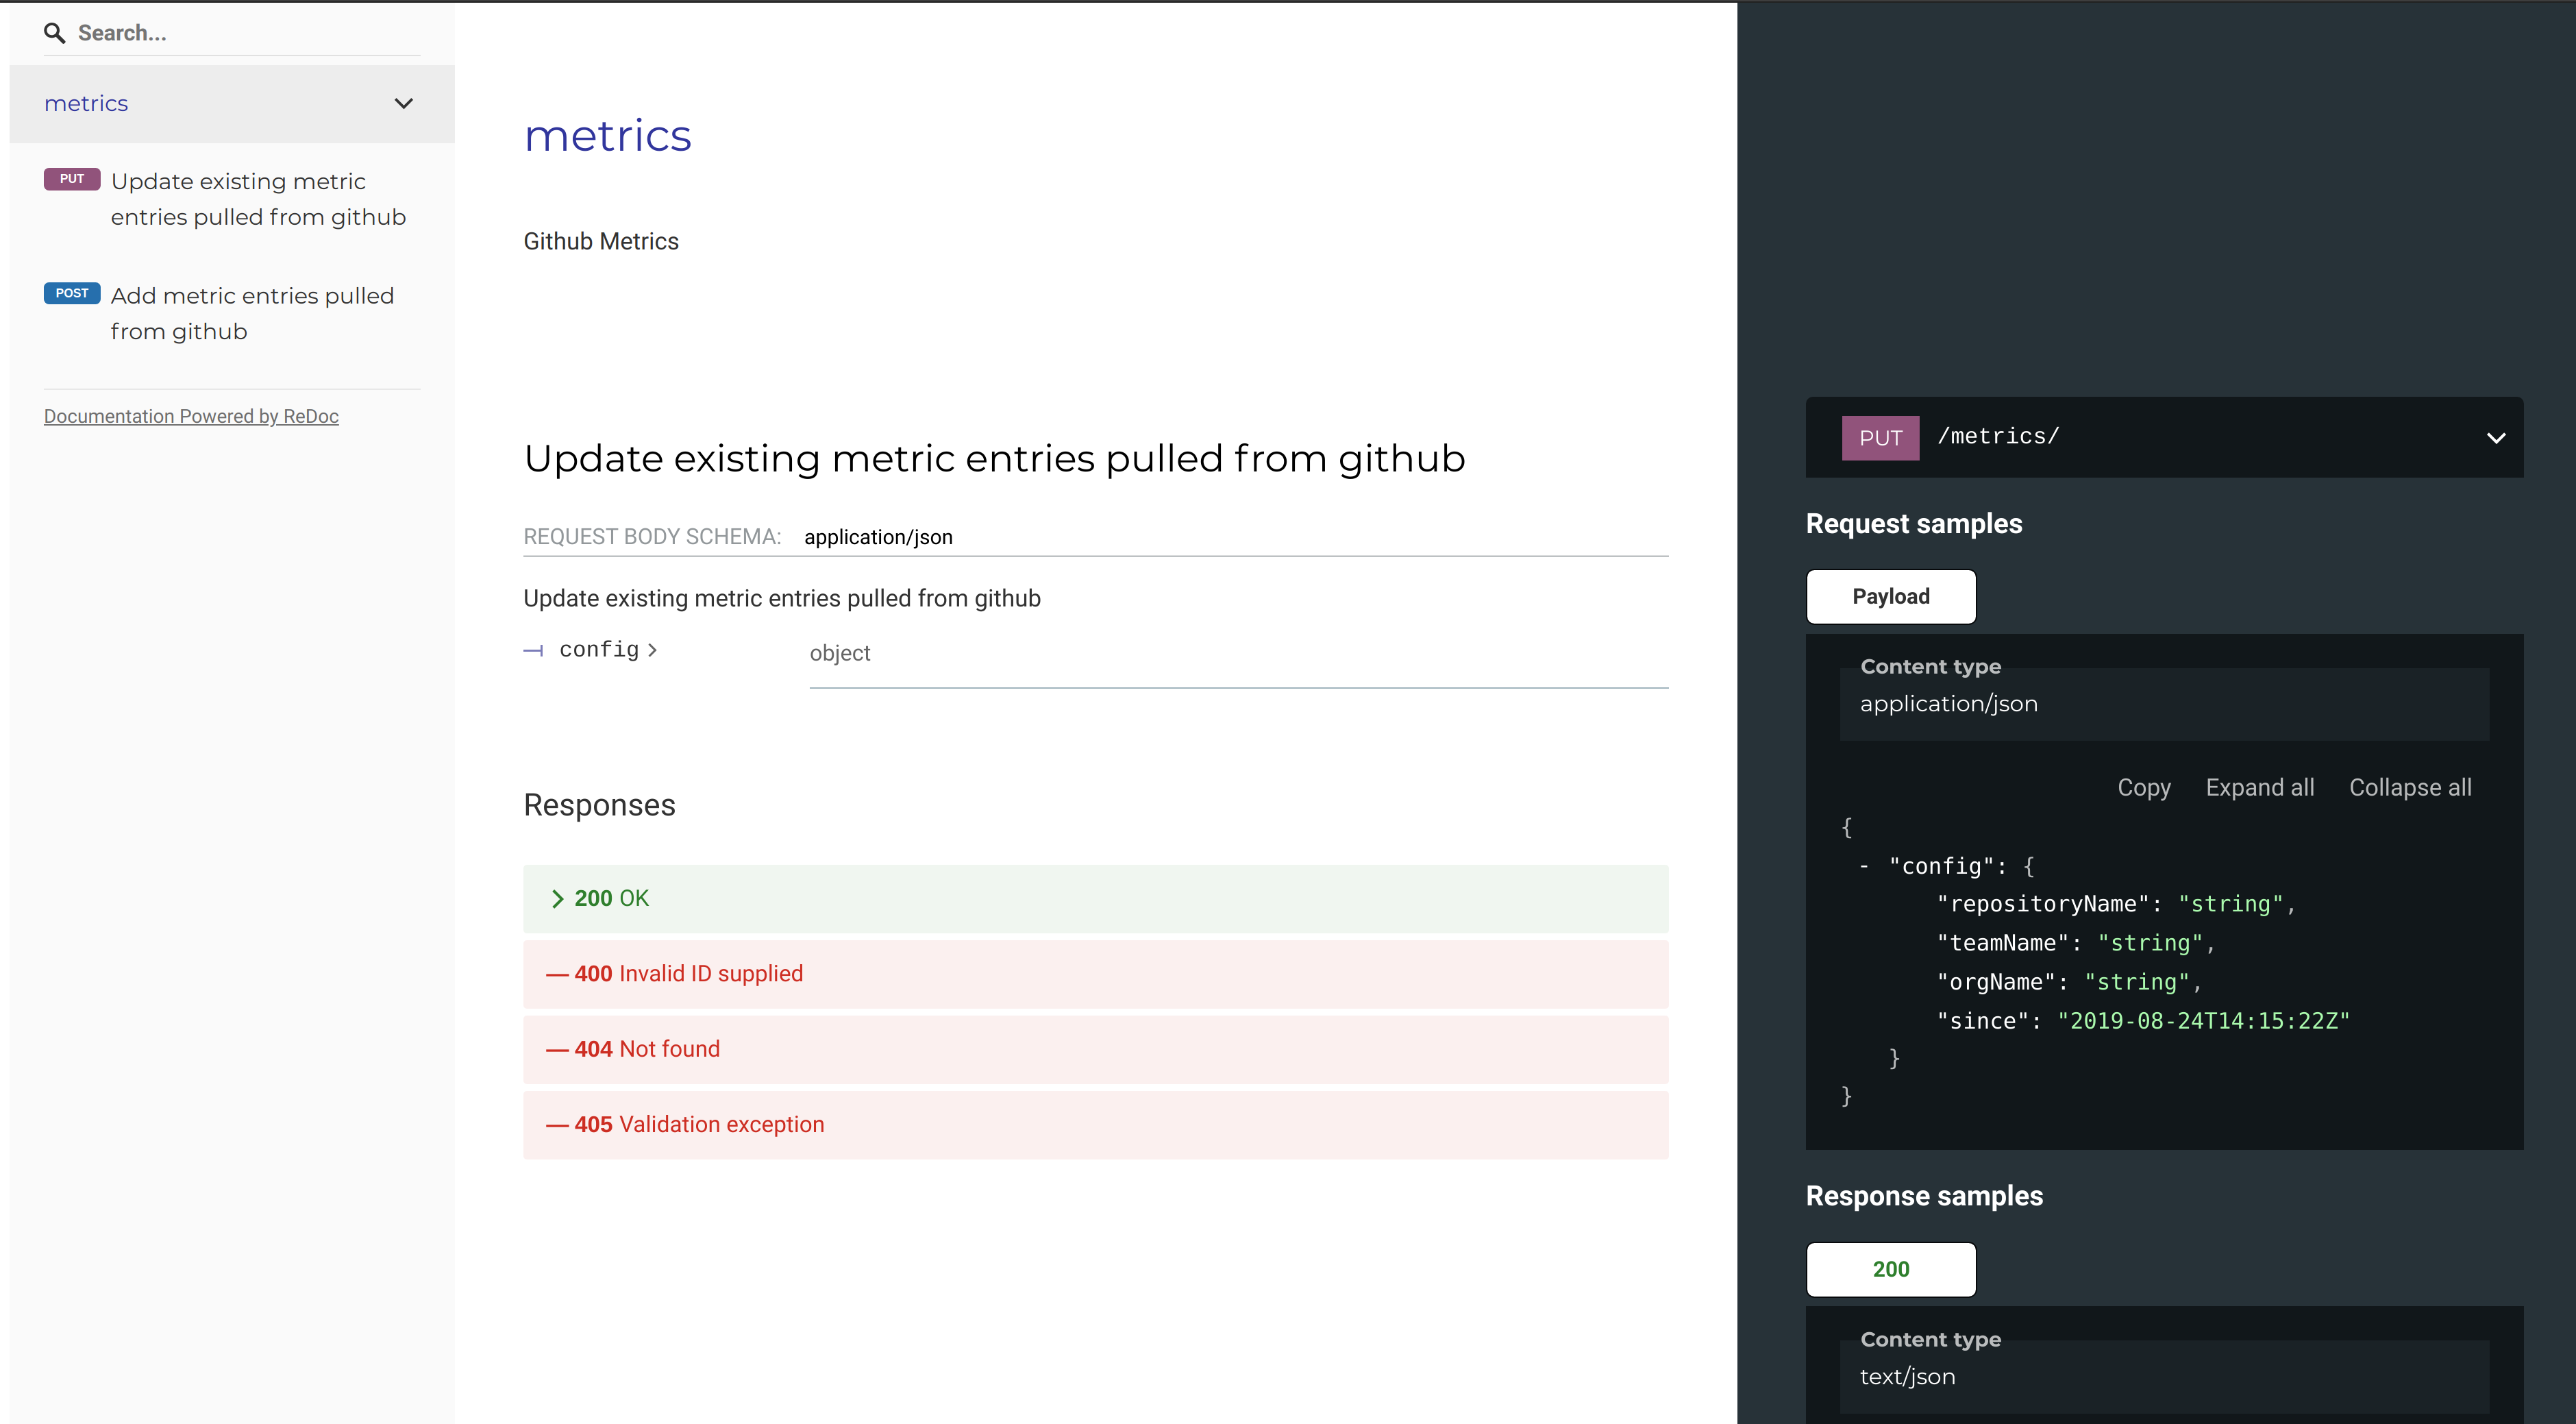 Search...
metrics
PUT Update existing metric
entries pulled from github
POST Add metric entries pulled
from github
Documentation Powered by ReDoc
metrics
Github Metrics
Update existing metric entries pulled from github
REQUEST BODY SCHEMA: application/json
Update existing metric entries pulled from github
config > object
Responses
200 OK
— 400 Invalid ID supplied
— 404 Not found
— 405 Validation exception
PUT /metrics/
Request samples
Payload
Content type
application/json
Copy Expand all Collapse all
{
- "config": {
"repositoryName": "string",
"teamName": "string",
"orgName": "string",
"since": "2019-08-24T14:15:22Z"
}
}
Response samples
200
Content type
text/json